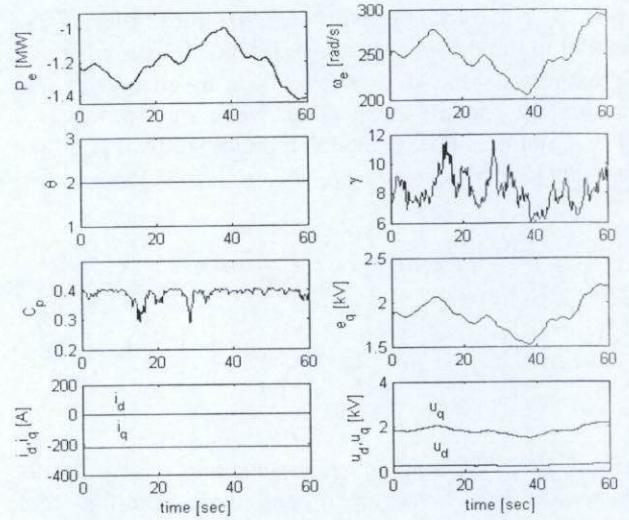 -1
-1.2
-1.4
P_e [MW]
0 20 40 60
300
250
200
ω_e [rad/s]
0 20 40 60
3
2
1
θ
0 20 40 60
12
10
8
6
γ
0 20 40 60
0.4
0.3
0.2
C_p
0 20 40 60
2.5
2
1.5
e_q [kV]
0 20 40 60
200
0
-200
-400
i_d,i_q [A]
i_d
i_q
0 20 40 60
time [sec]
4
2
0
u_d,u_q [kV]
u_q
u_d
0 20 40 60
time [sec]